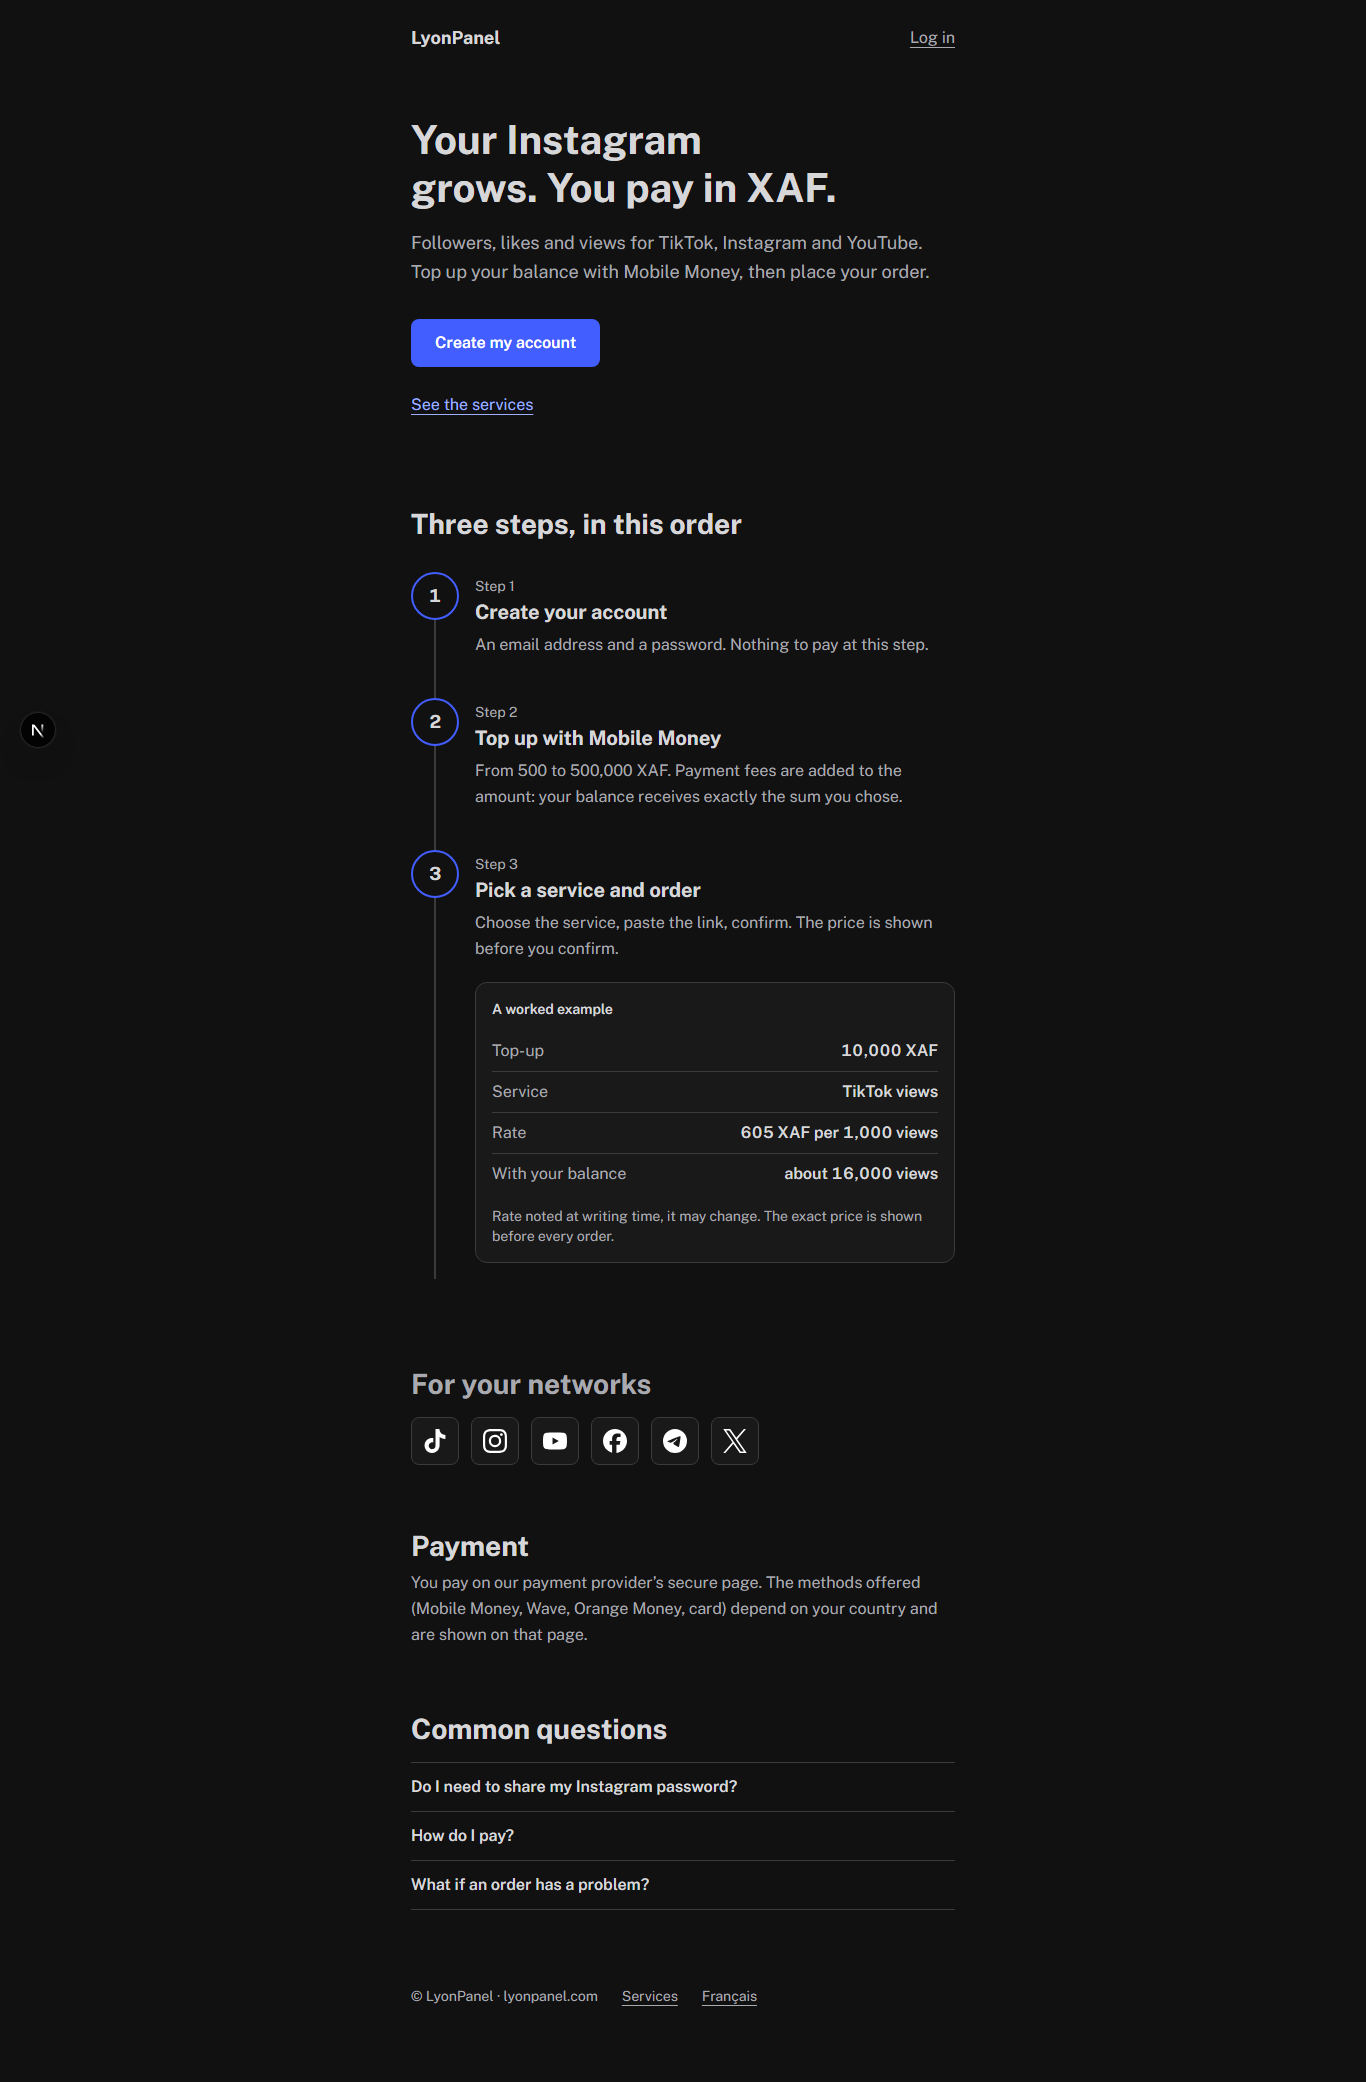 LyonPanel
Log in
Your Instagram
grows. You pay in XAF.
Followers, likes and views for TikTok, Instagram and YouTube.
Top up your balance with Mobile Money, then place your order.
Create my account
See the services
Three steps, in this order
1
Step 1
Create your account
An email address and a password. Nothing to pay at this step.
2
Step 2
Top up with Mobile Money
From 500 to 500,000 XAF. Payment fees are added to the
amount: your balance receives exactly the sum you chose.
3
Step 3
Pick a service and order
Choose the service, paste the link, confirm. The price is shown
before you confirm.
A worked example
Top-up 10,000 XAF
Service TikTok views
Rate 605 XAF per 1,000 views
With your balance about 16,000 views
Rate noted at writing time, it may change. The exact price is shown
before every order.
For your networks
Payment
You pay on our payment provider’s secure page. The methods offered
(Mobile Money, Wave, Orange Money, card) depend on your country and
are shown on that page.
Common questions
Do I need to share my Instagram password?
How do I pay?
What if an order has a problem?
© LyonPanel · lyonpanel.com Services Français